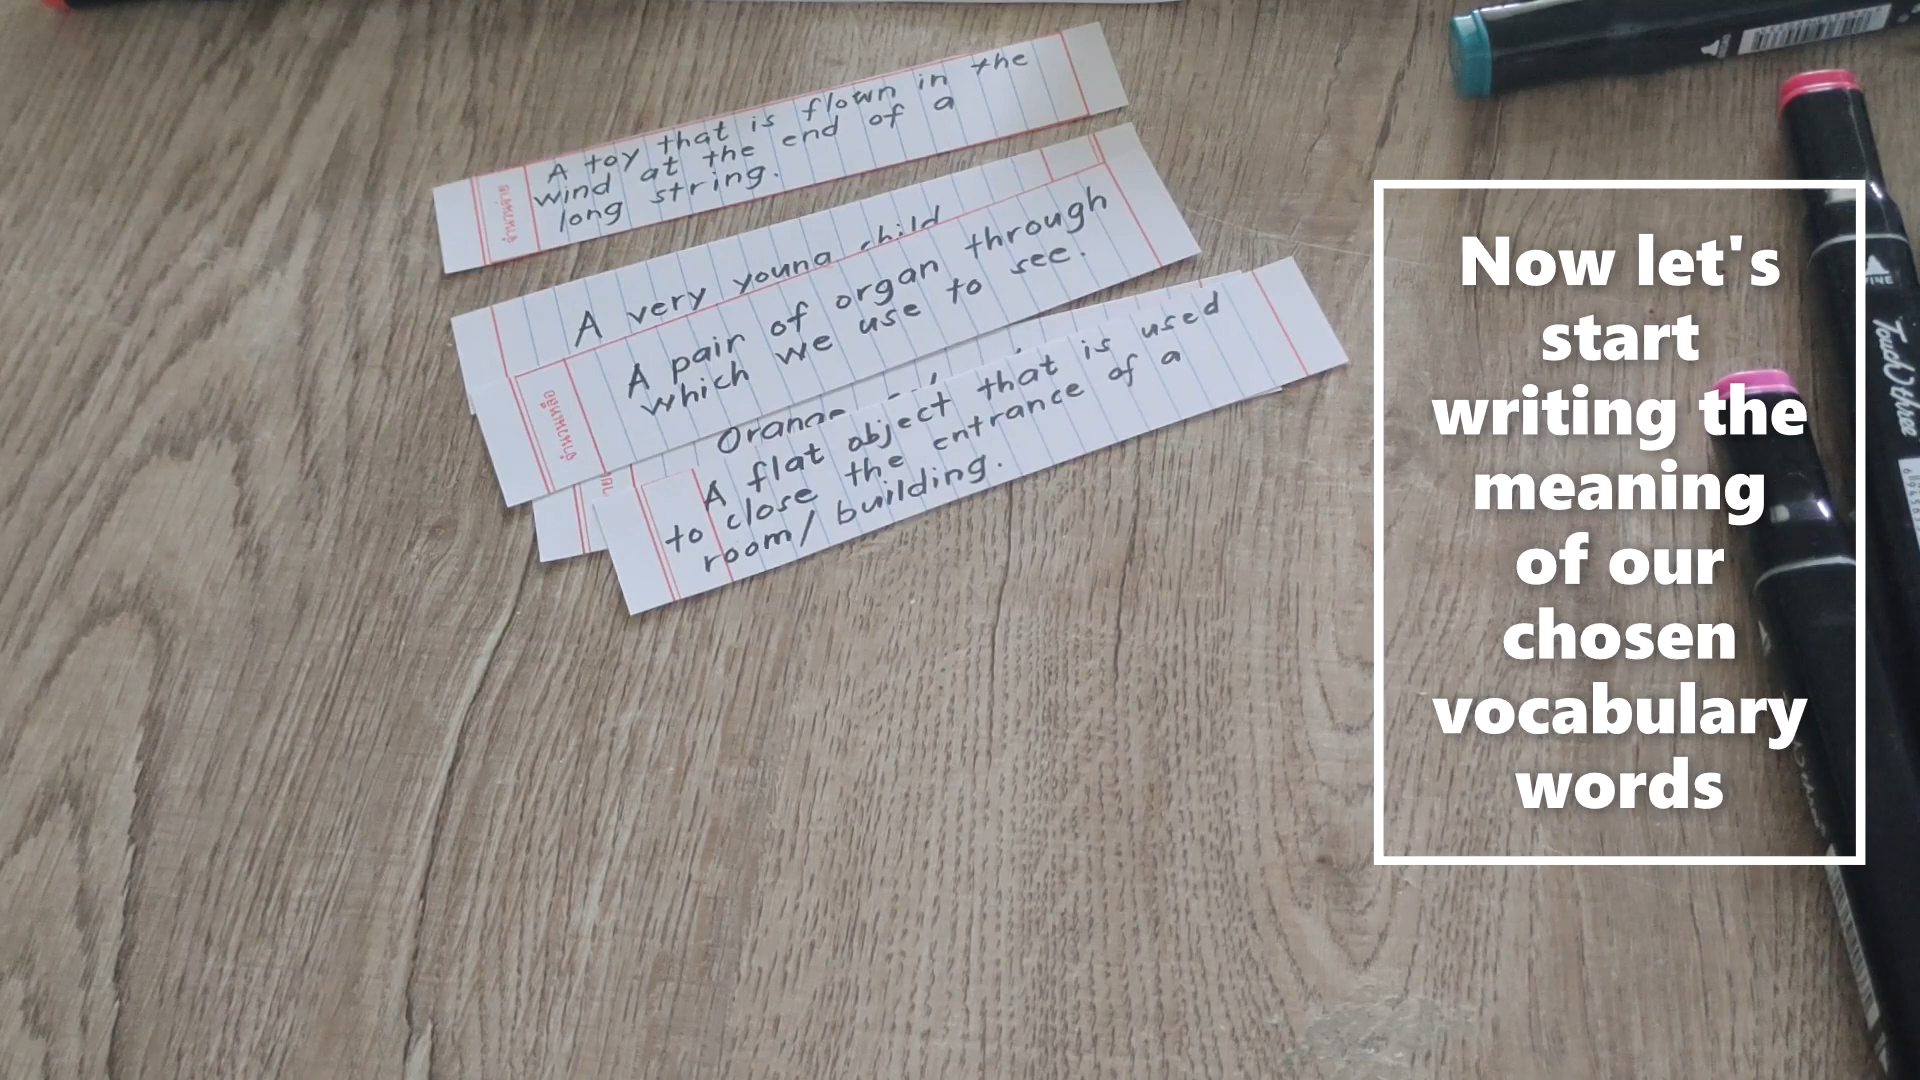 A toy that is flown in the
wind at the end of a
long string.
A very young child
A pair of organ through
which we use to see.
A flat object that is used
to close the entrance of a
room/ building.
Now let's
start
writing the
meaning
of our
chosen
vocabulary
words